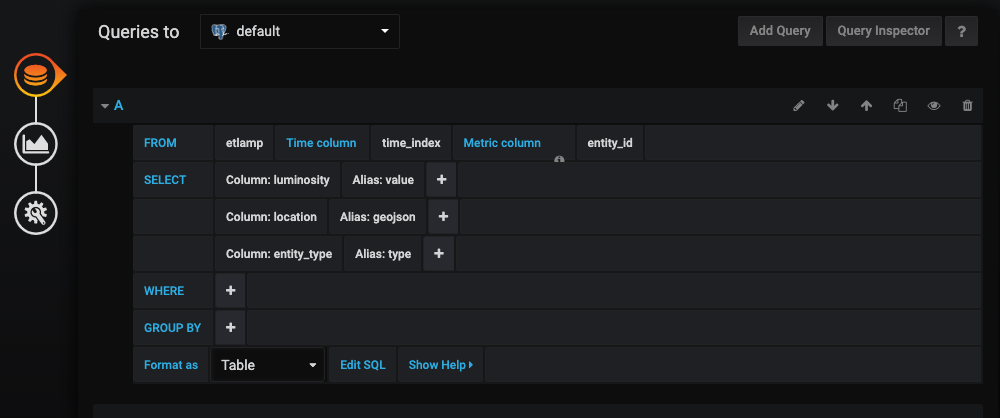 Queries to default Add Query Query Inspector ?
A
FROM etlamp Time column time_index Metric column entity_id
SELECT Column: luminosity Alias: value +
Column: location Alias: geojson +
Column: entity_type Alias: type +
WHERE +
GROUP BY +
Format as Table Edit SQL Show Help